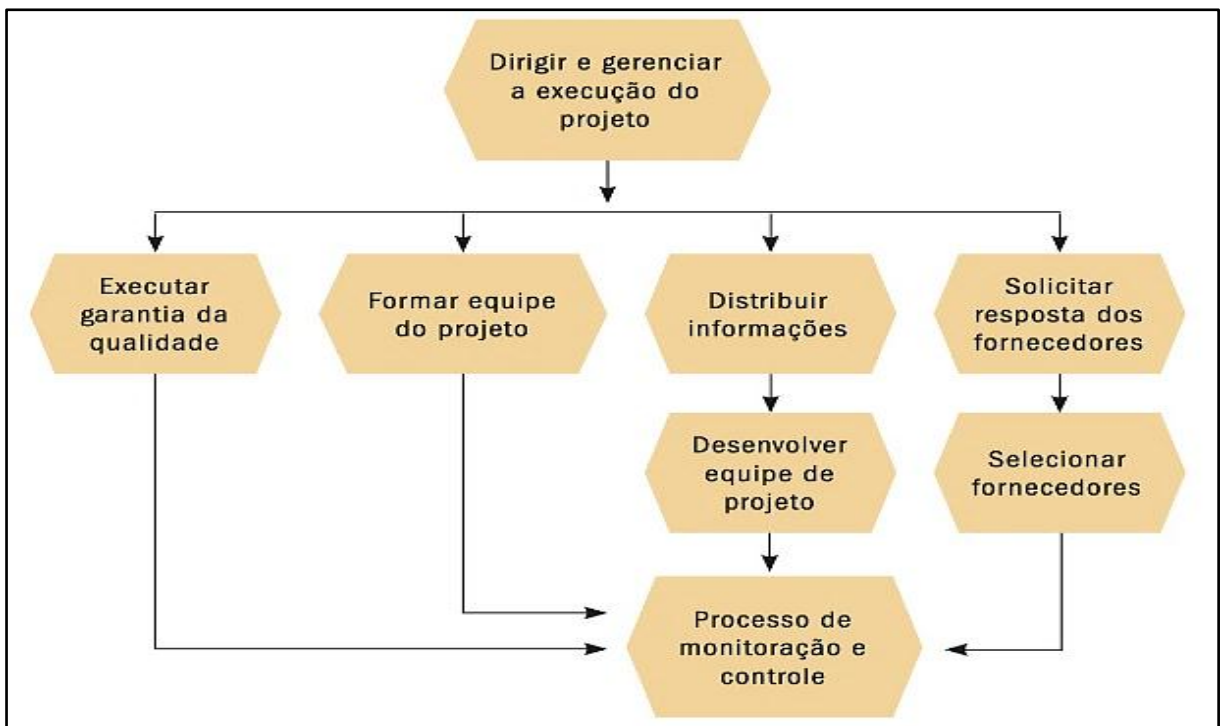 Dirigir e gerenciar
a execução do
projeto
Executar
garantia da
qualidade
Formar equipe
do projeto
Distribuir
informações
Solicitar
resposta dos
fornecedores
Desenvolver
equipe de
projeto
Selecionar
fornecedores
Processo de
monitoração e
controle